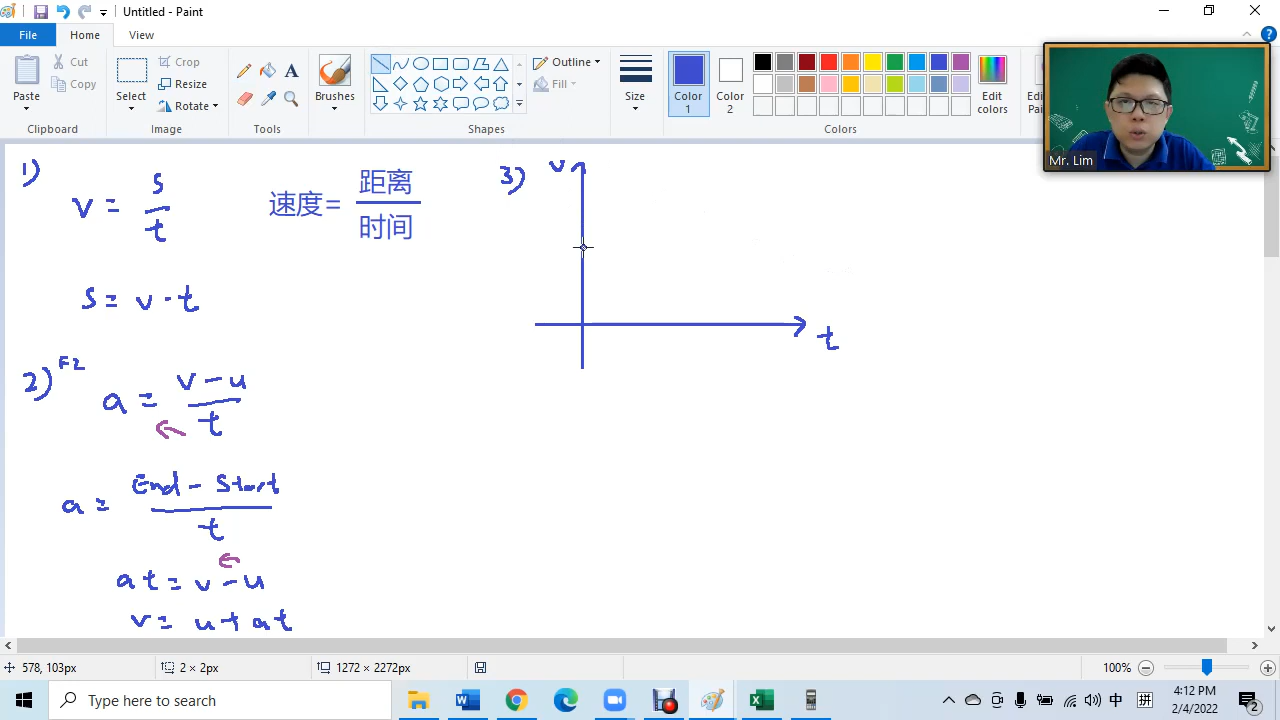 Untitled - Paint
File Home View
Paste
Cut
Copy
Clipboard
Select
Crop
Resize
Rotate
Image
Tools
Brushes
Shapes
Outline
Fill
Size
Color 1
Color 2
Colors
Edit colors
Edit
Mr. Lim
1)
v = s/t
速度= 距离/时间
s = v · t
2) F2
a = v - u/t
a = End - Start/t
at = v - u
v = u + at
3)
v
t
578, 103px
2 × 2px
1272 × 2272px
100%
Type here to search
中
拼
4:12 PM
2/4/2022
2